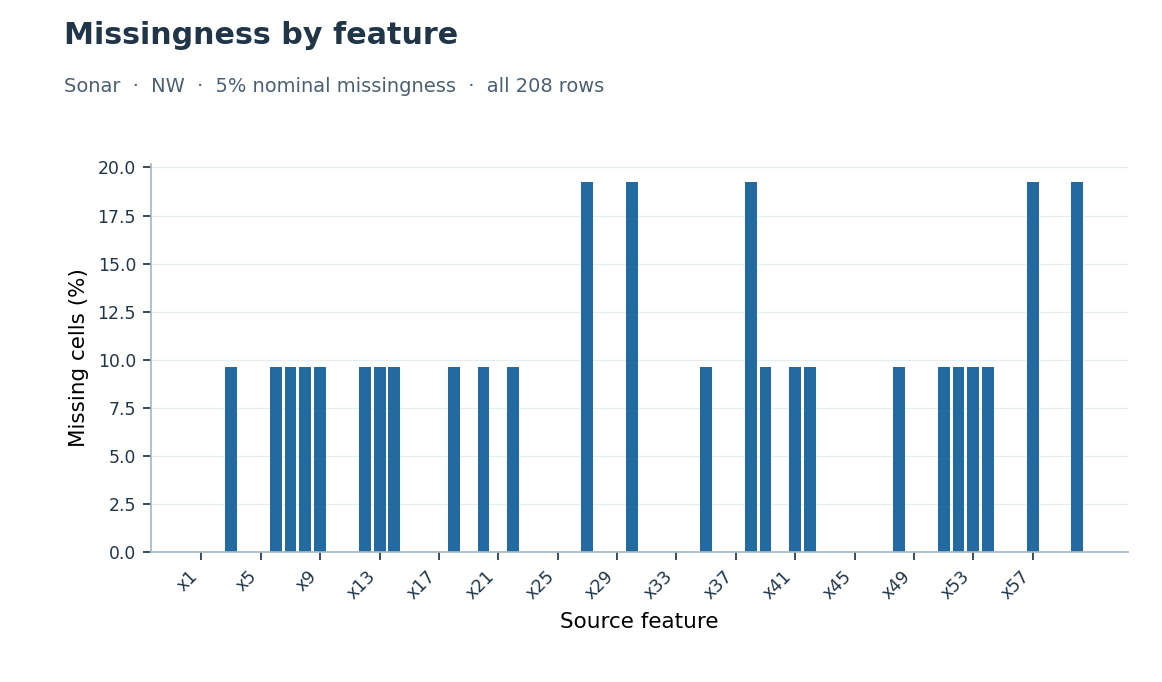 Missingness by feature
Sonar · NW · 5% nominal missingness · all 208 rows
20.0
17.5
15.0
12.5
10.0
7.5
5.0
2.5
0.0
Missing cells (%)
x1 x5 x9 x13 x17 x21 x25 x29 x33 x37 x41 x45 x49 x53 x57
Source feature